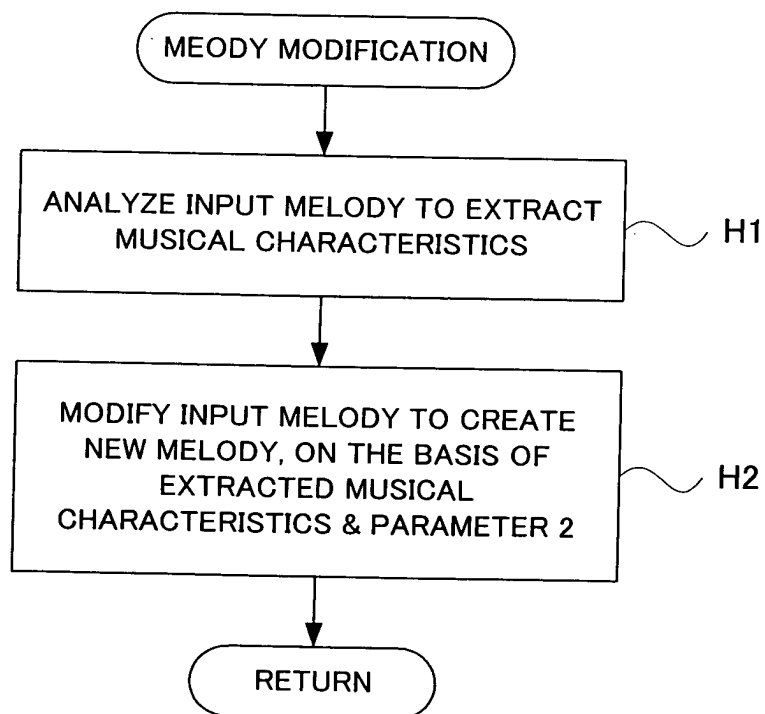 MEODY MODIFICATION
ANALYZE INPUT MELODY TO EXTRACT
MUSICAL CHARACTERISTICS
H1
MODIFY INPUT MELODY TO CREATE
NEW MELODY, ON THE BASIS OF
EXTRACTED MUSICAL
CHARACTERISTICS & PARAMETER 2
H2
RETURN